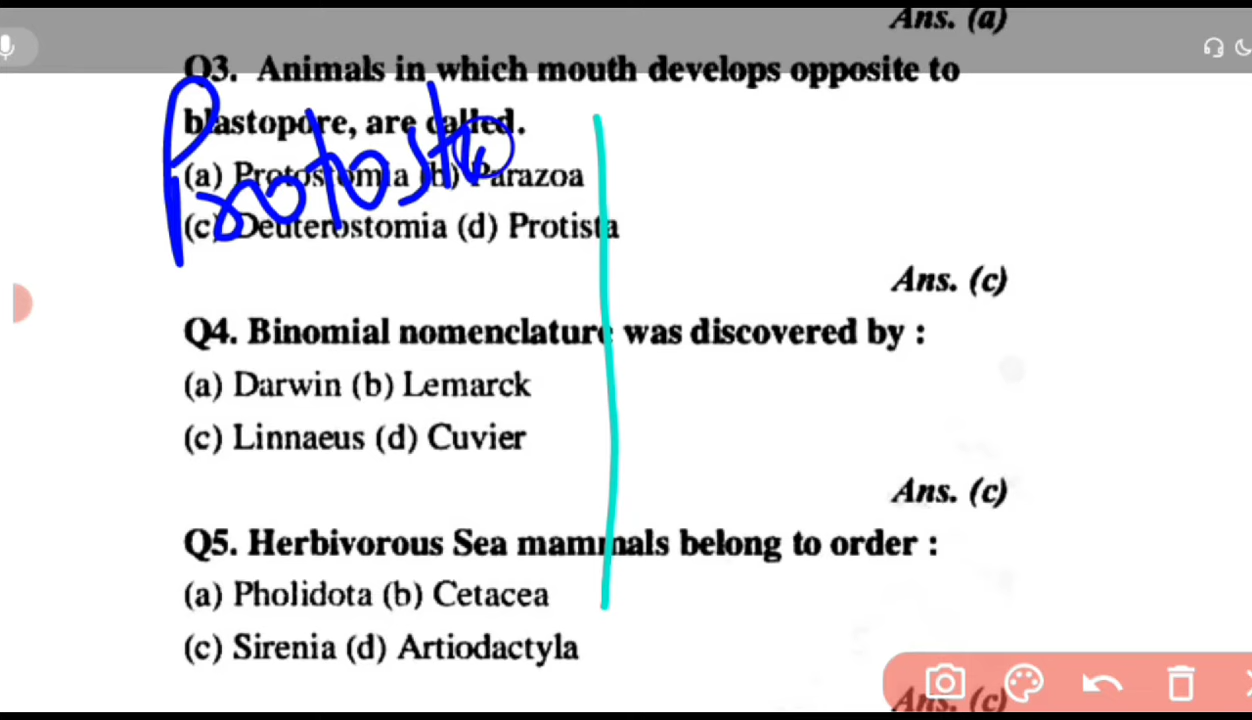 Ans. (a)
Q3. Animals in which mouth develops opposite to
blastopore, are called.
(a) Protostomia (b) Parazoa
(c) Deuterostomia (d) Protista
Protosto
Ans. (c)
Q4. Binomial nomenclature was discovered by :
(a) Darwin (b) Lemarck
(c) Linnaeus (d) Cuvier
Ans. (c)
Q5. Herbivorous Sea mammals belong to order :
(a) Pholidota (b) Cetacea
(c) Sirenia (d) Artiodactyla
Ans. (c)